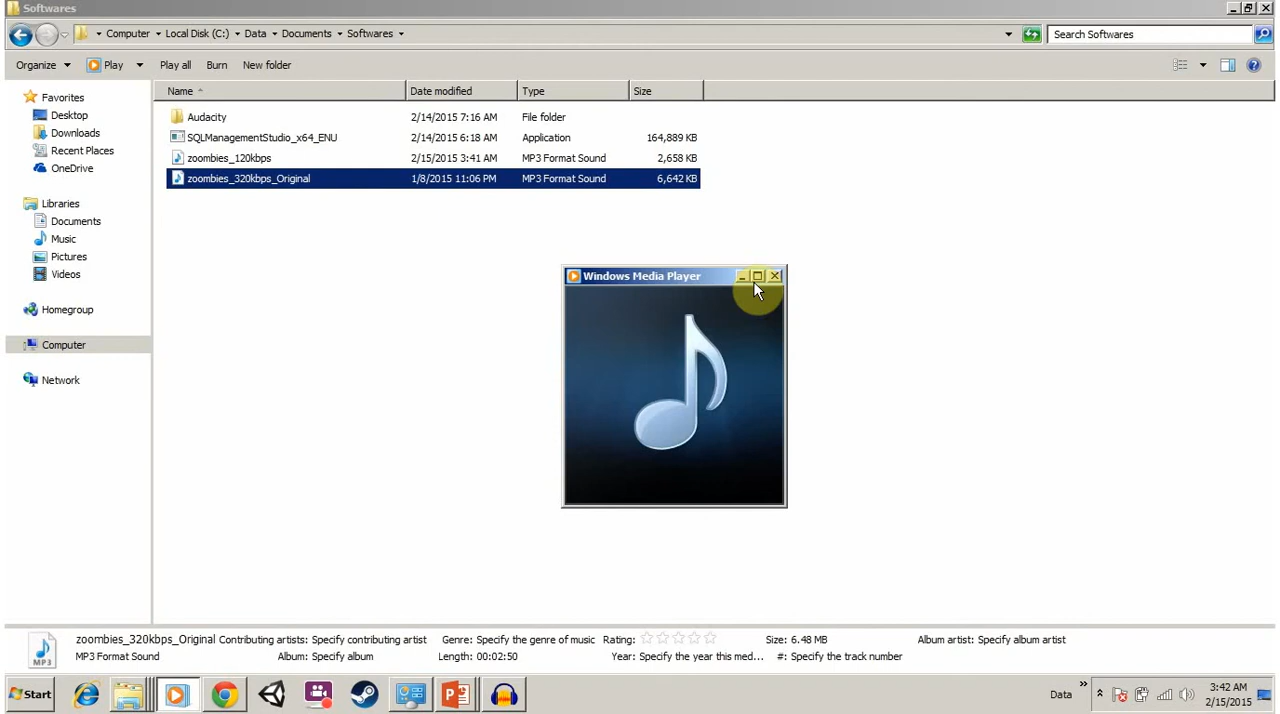 Softwares
Computer Local Disk (C:) Data Documents Softwares
Search Softwares
Organize Play Play all Burn New folder
Name Date modified Type Size
Favorites
Desktop
Downloads
Recent Places
OneDrive
Libraries
Documents
Music
Pictures
Videos
Homegroup
Computer
Network
Audacity 2/14/2015 7:16 AM File folder
SQLManagementStudio_x64_ENU 2/14/2015 6:18 AM Application 164,889 KB
zoombies_120kbps 2/15/2015 3:41 AM MP3 Format Sound 2,658 KB
zoombies_320kbps_Original 1/8/2015 11:06 PM MP3 Format Sound 6,642 KB
Windows Media Player
zoombies_320kbps_Original Contributing artists: Specify contributing artist Genre: Specify the genre of music Rating: Size: 6.48 MB Album artist: Specify album artist
MP3 Format Sound Album: Specify album Length: 00:02:50 Year: Specify the year this med... #: Specify the track number
MP3
Start
Data
3:42 AM
2/15/2015